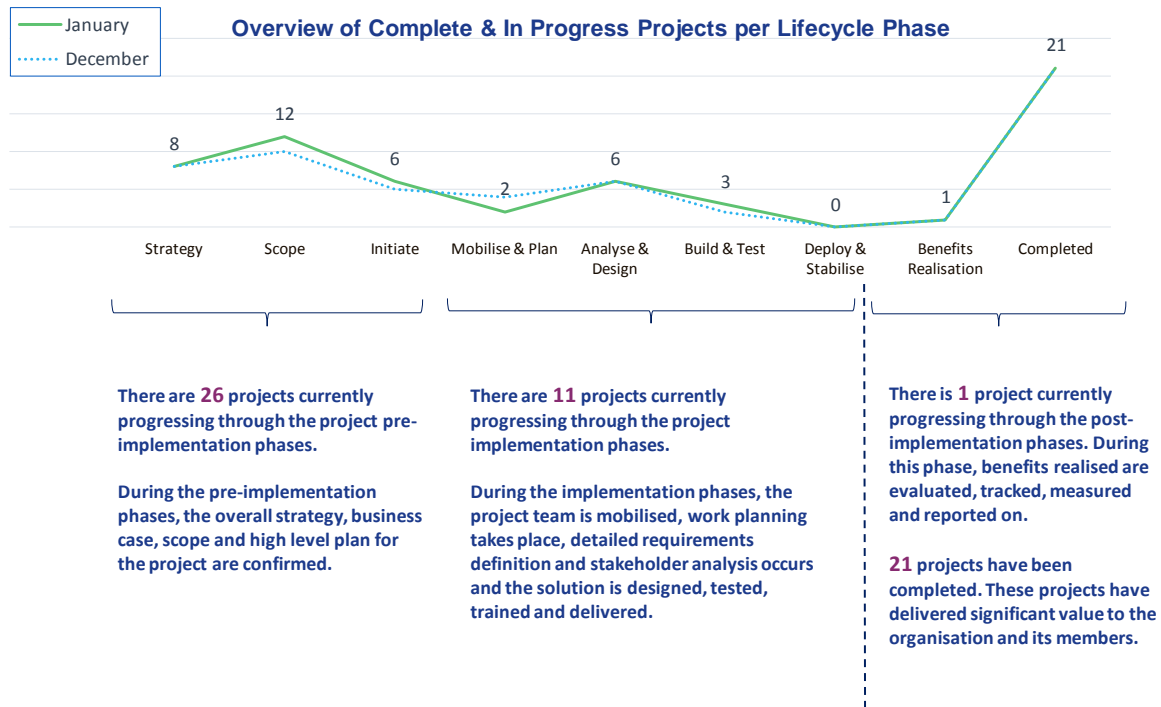 January
December
Overview of Complete & In Progress Projects per Lifecycle Phase
8
12
6
2
6
3
0
1
21
Strategy
Scope
Initiate
Mobilise & Plan
Analyse &
Design
Build & Test
Deploy &
Stabilise
Benefits
Realisation
Completed
There are 26 projects currently
progressing through the project pre-
implementation phases.
During the pre-implementation
phases, the overall strategy, business
case, scope and high level plan for
the project are confirmed.
There are 11 projects currently
progressing through the project
implementation phases.
During the implementation phases, the
project team is mobilised, work planning
takes place, detailed requirements
definition and stakeholder analysis occurs
and the solution is designed, tested,
trained and delivered.
There is 1 project currently
progressing through the post-
implementation phases. During
this phase, benefits realised are
evaluated, tracked, measured
and reported on.
21 projects have been
completed. These projects have
delivered significant value to the
organisation and its members.